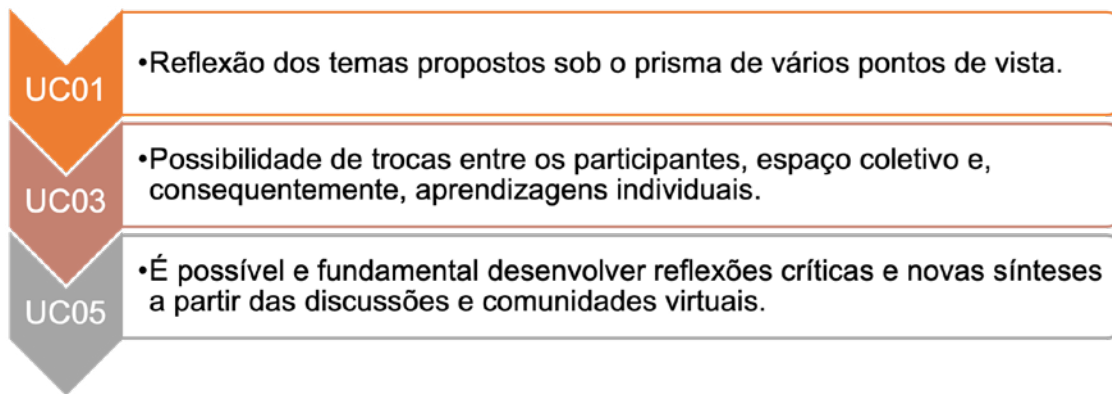 UC01
•Reflexão dos temas propostos sob o prisma de vários pontos de vista.
UC03
•Possibilidade de trocas entre os participantes, espaço coletivo e,
consequentemente, aprendizagens individuais.
UC05
•É possível e fundamental desenvolver reflexões críticas e novas sínteses
a partir das discussões e comunidades virtuais.